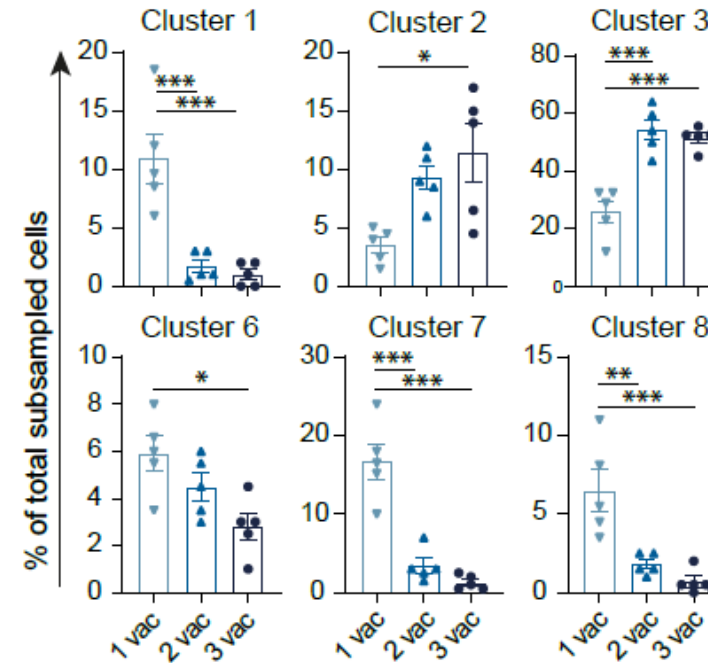 Cluster 1
Cluster 2
Cluster 3
% of total subsampled cells
20
15
10
5
0
***
***
20
15
10
5
0
*
80
60
40
20
0
***
***
Cluster 6
Cluster 7
Cluster 8
10
8
6
4
2
0
*
30
20
10
0
***
***
15
10
5
0
**
***
1 vac
2 vac
3 vac
1 vac
2 vac
3 vac
1 vac
2 vac
3 vac